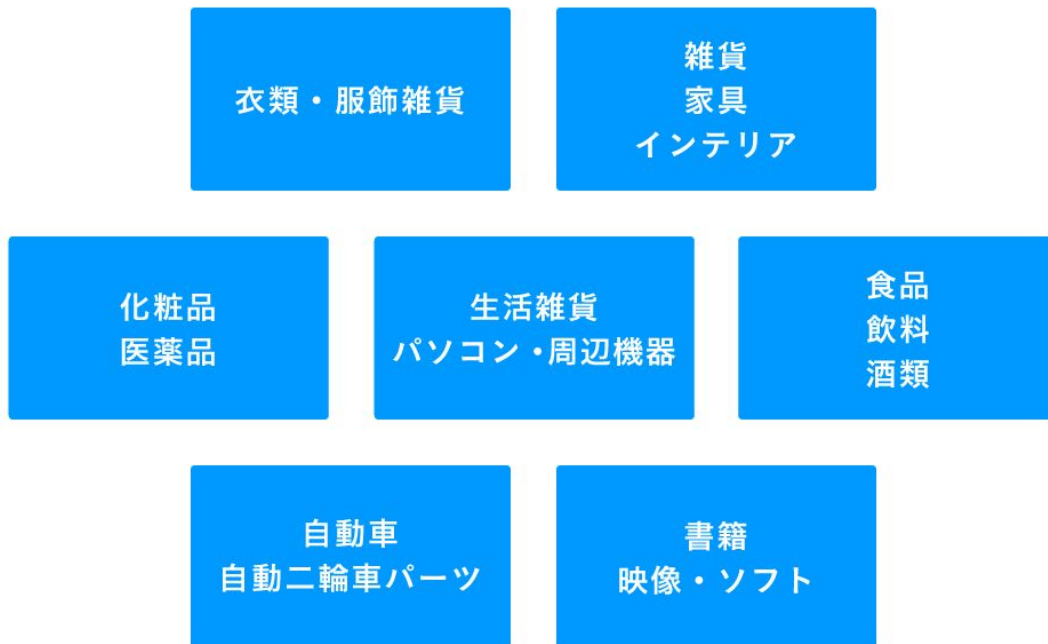 衣類・服飾雑貨
雑貨
家具
インテリア
化粧品
医薬品
生活雑貨
パソコン・周辺機器
食品
飲料
酒類
自動車
自動二輪車パーツ
書籍
映像・ソフト